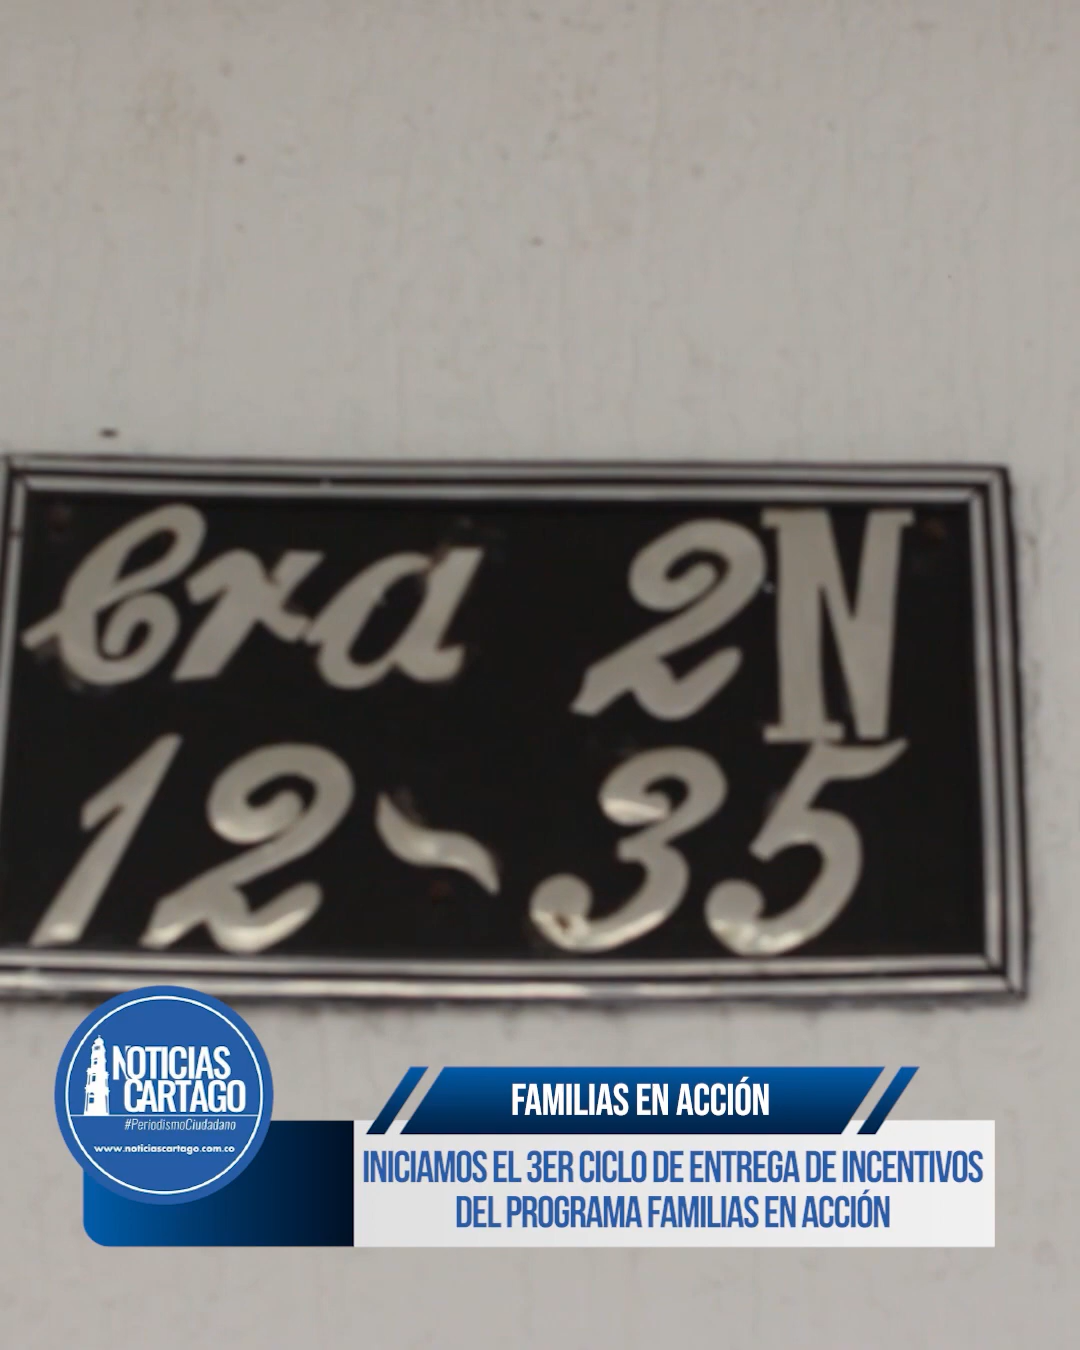 Cra 2N
12-35
NOTICIAS
CARTAGO
#PeriodismoCiudadano
www.noticiascartago.com.co
FAMILIAS EN ACCIÓN
INICIAMOS EL 3ER CICLO DE ENTREGA DE INCENTIVOS
DEL PROGRAMA FAMILIAS EN ACCIÓN